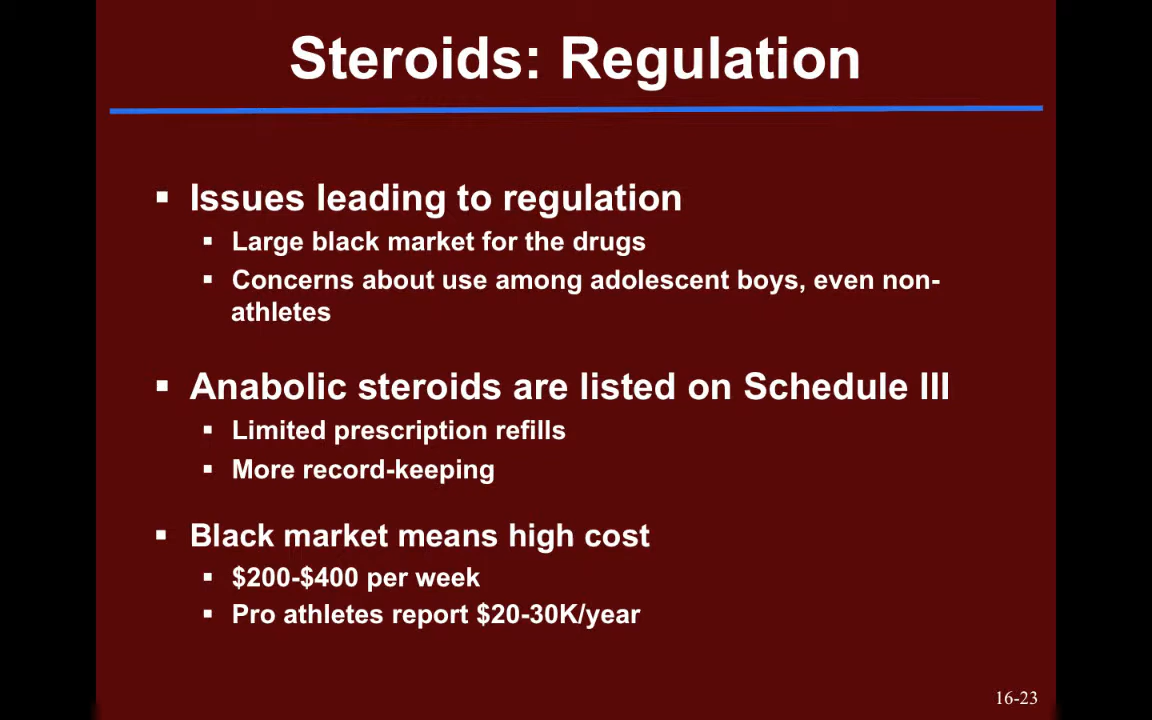 Steroids: Regulation
▪ Issues leading to regulation
▪ Large black market for the drugs
▪ Concerns about use among adolescent boys, even non-
athletes
▪ Anabolic steroids are listed on Schedule III
▪ Limited prescription refills
▪ More record-keeping
▪ Black market means high cost
▪ $200-$400 per week
▪ Pro athletes report $20-30K/year
16-23